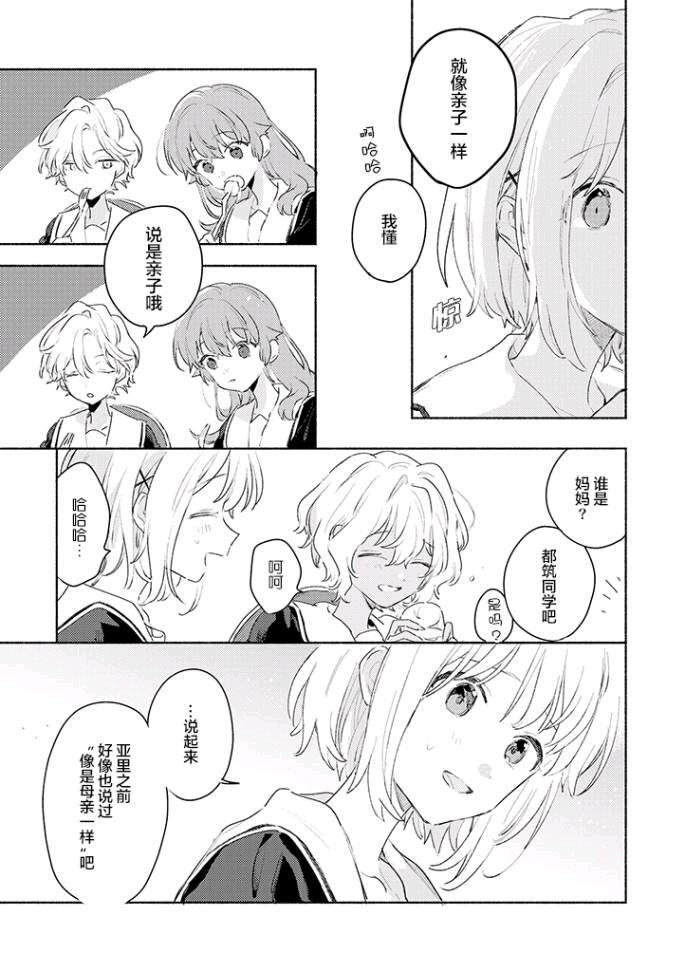 就像亲子一样
啊哈哈
我懂
惊
说是亲子哦
谁是
妈妈？
都筑同学吧
是吗？
呵呵
哈哈哈…
…说起来
亚里之前
好像也说过
“像是母亲一样”吧